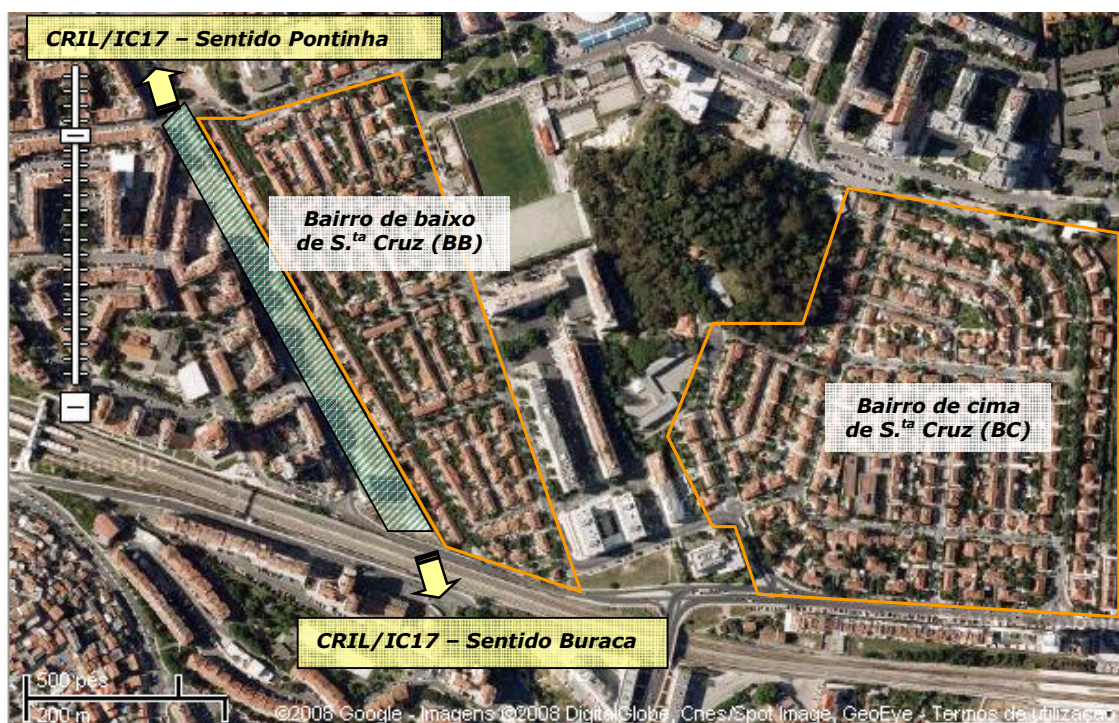 CRIL/IC17 – Sentido Pontinha
Bairro de baixo
de S.ta Cruz (BB)
Bairro de cima
de S.ta Cruz (BC)
CRIL/IC17 – Sentido Buraca
500 pés
200 m
©2008 Google - Imagens ©2008 DigitalGlobe, Cnes/Spot Image, GeoEye - Termos de utilização